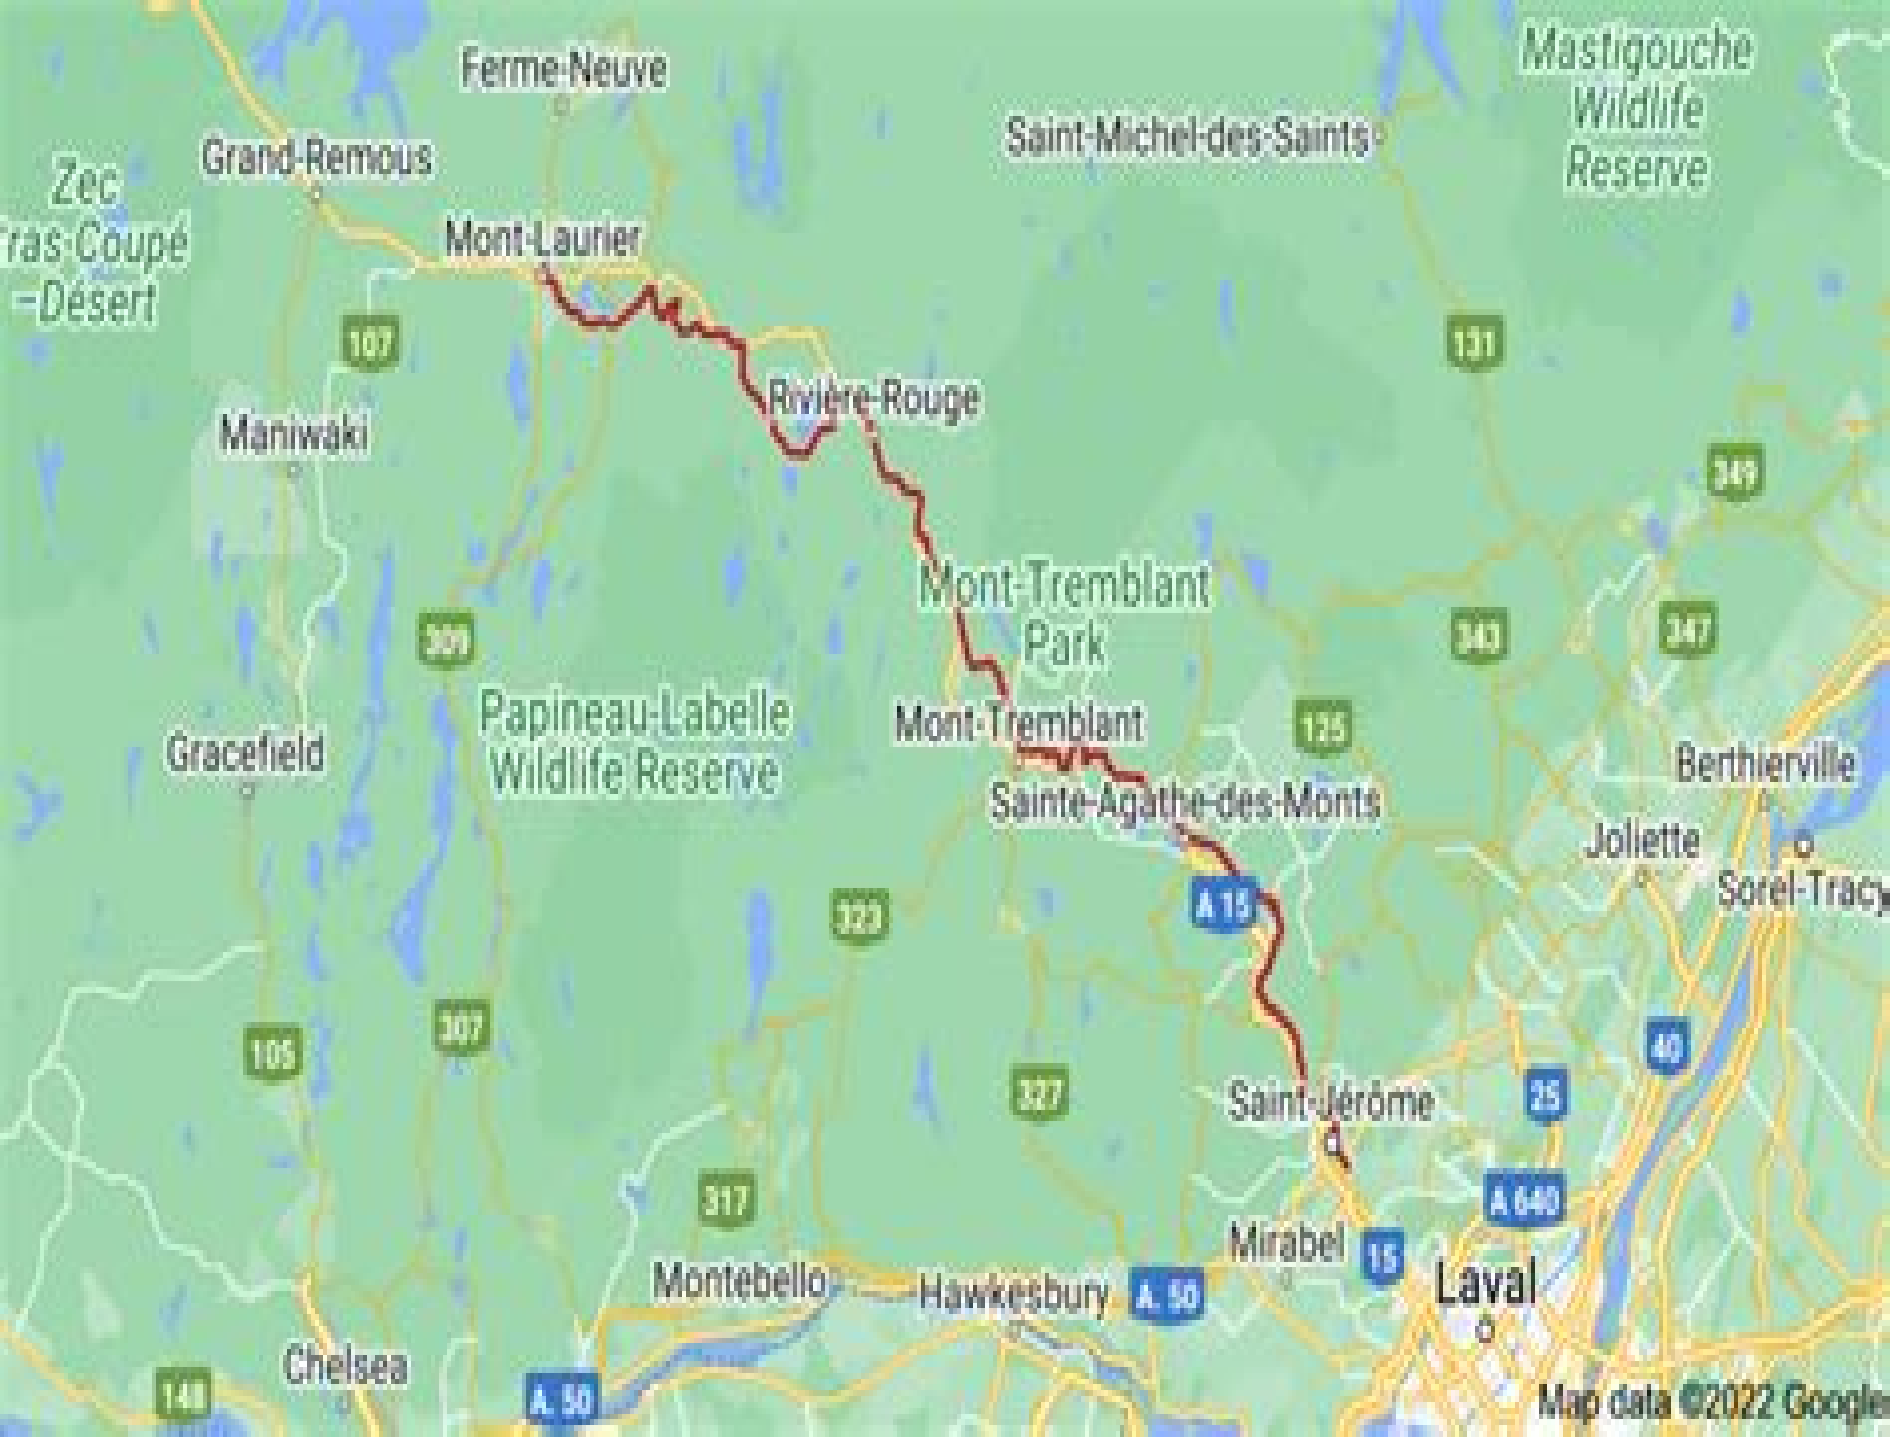 Mastigouche
Wildlife
Reserve
Ferme-Neuve
Saint-Michel-des-Saints
Grand-Remous
Zec
ras-Coupé
–Désert
Mont-Laurier
107
131
Rivière-Rouge
Maniwaki
349
Mont-Tremblant
Park
309
343
347
Papineau-Labelle
Wildlife Reserve
Mont-Tremblant
125
Gracefield
Berthierville
Sainte-Agathe-des-Monts
Joliette
Sorel-Tracy
A 15
323
307
105
40
327
Saint-Jérôme
25
317
A 640
Mirabel
15
Montebello
Hawkesbury
A. 50
Laval
Chelsea
148
A. 50
Map data ©2022 Google